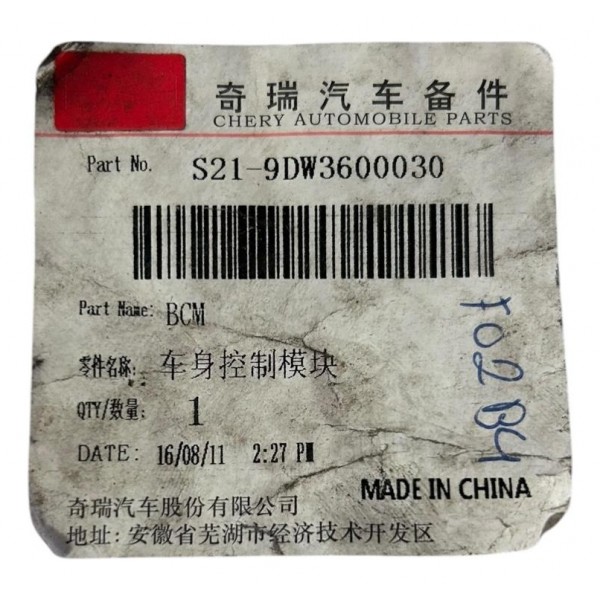 奇瑞汽车备件
CHERY AUTOMOBILE PARTS
Part No. S21-9DW3600030
Part Name: BCM
零件名称: 车身控制模块
QTY/数量: 1
DATE: 16/08/11 2:27 PM
MADE IN CHINA
奇瑞汽车股份有限公司
地址: 安徽省芜湖市经济技术开发区